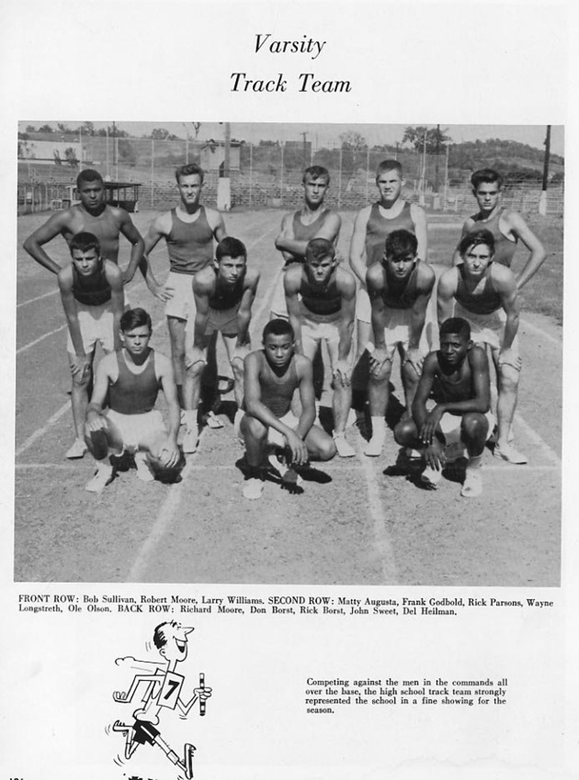 Varsity
Track Team
FRONT ROW: Bob Sullivan, Robert Moore, Larry Williams. SECOND ROW: Matty Augusta, Frank Godbold, Rick Parsons, Wayne
Longstreth, Ole Olson. BACK ROW: Richard Moore, Don Borst, Rick Borst, John Sweet, Del Heilman.
7
Competing against the men in the commands all
over the base, the high school track team strongly
represented the school in a fine showing for the
season.